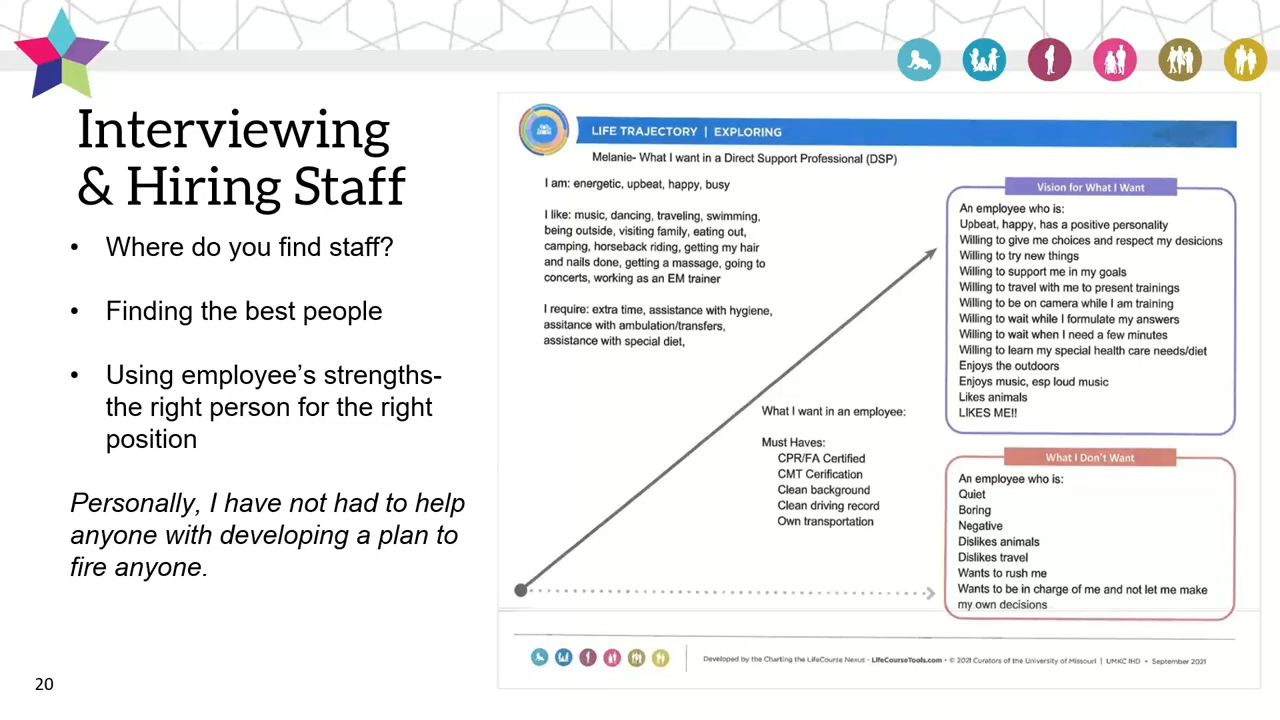 Interviewing
& Hiring Staff
• Where do you find staff?
• Finding the best people
• Using employee's strengths-
the right person for the right
position
Personally, I have not had to help
anyone with developing a plan to
fire anyone.
20
LIFE TRAJECTORY | EXPLORING
Melanie- What I want in a Direct Support Professional (DSP)
I am: energetic, upbeat, happy, busy
I like: music, dancing, traveling, swimming,
being outside, visiting family, eating out,
camping, horseback riding, getting my hair
and nails done, getting a massage, going to
concerts, working as an EM trainer
I require: extra time, assistance with hygiene,
assitance with ambulation/transfers,
assistance with special diet,
What I want in an employee:
Must Haves:
CPR/FA Certified
CMT Cerification
Clean background
Clean driving record
Own transportation
Vision for What I Want
An employee who is:
Upbeat, happy, has a positive personality
Willing to give me choices and respect my desicions
Willing to try new things
Willing to support me in my goals
Willing to travel with me to present trainings
Willing to be on camera while I am training
Willing to wait while I formulate my answers
Willing to wait when I need a few minutes
Willing to learn my special health care needs/diet
Enjoys the outdoors
Enjoys music, esp loud music
Likes animals
LIKES ME!!
What I Don't Want
An employee who is:
Quiet
Boring
Negative
Dislikes animals
Dislikes travel
Wants to rush me
Wants to be in charge of me and not let me make
my own decisions
Developed by the Charting the LifeCourse Nexus • LifeCourseTools.com • © 2021 Curators of the University of Missouri | UMKC IHD • September 2021